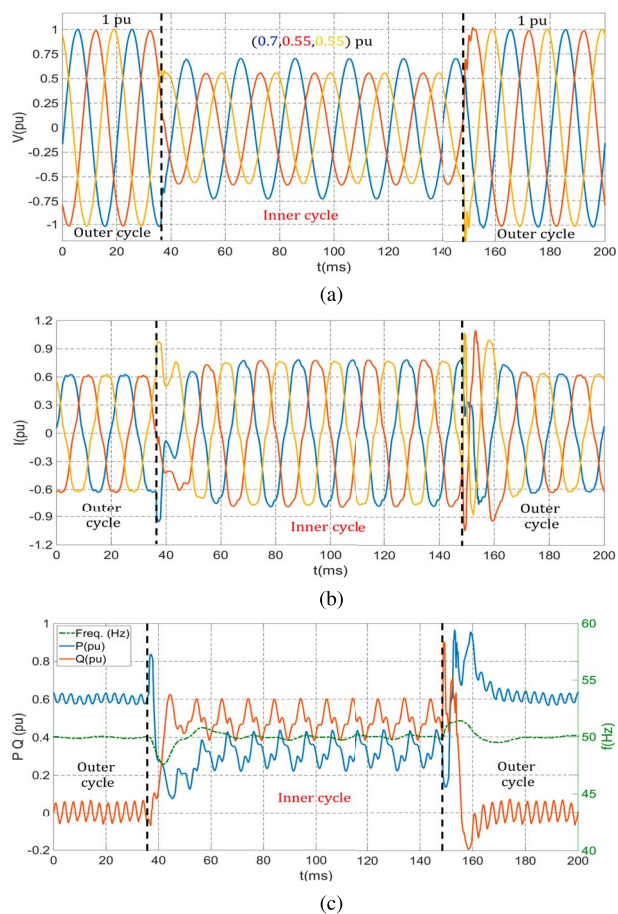 1 pu
(0.7,0.55,0.55) pu
1 pu
1
0.75
0.5
0.25
0
-0.25
-0.5
-0.75
-1
V(pu)
Outer cycle
Inner cycle
Outer cycle
0 20 40 60 80 100 120 140 160 180 200
t(ms)
(a)
1.2
0.9
0.6
0.3
0
-0.3
-0.6
-0.9
-1.2
I(pu)
Outer
cycle
Inner cycle
Outer
cycle
0 20 40 60 80 100 120 140 160 180 200
t(ms)
(b)
Freq. (Hz)
P(pu)
Q(pu)
1
0.8
0.6
0.4
0.2
0
-0.2
P Q (pu)
Outer
cycle
Inner cycle
Outer
cycle
60
55
50
45
40
f(Hz)
0 20 40 60 80 100 120 140 160 180 200
t(ms)
(c)